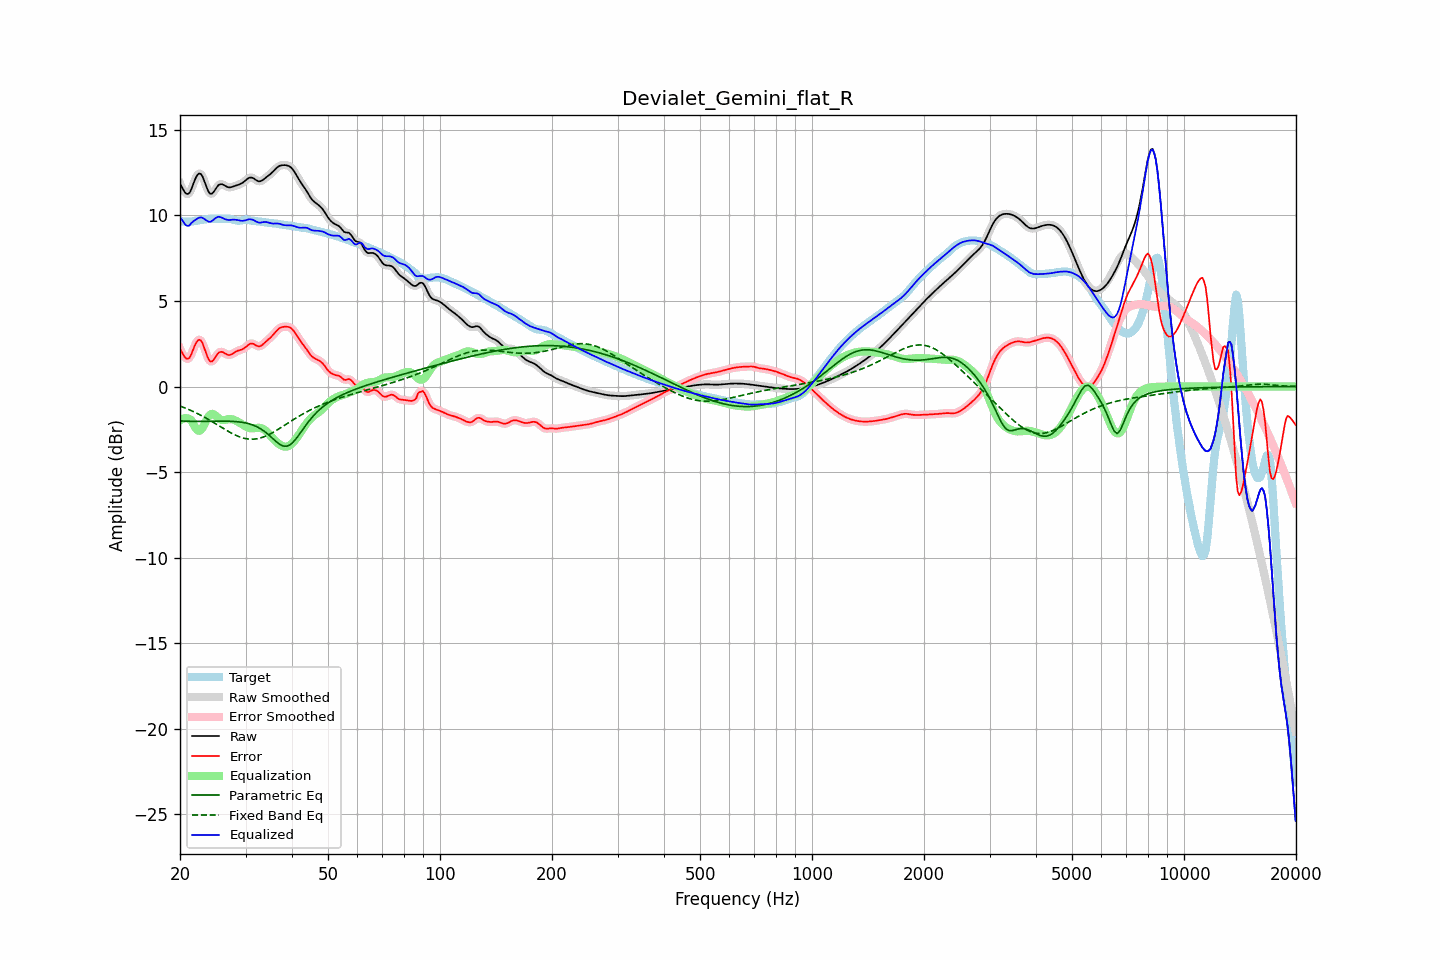 Devialet_Gemini_flat_R
15
10
5
0
−5
−10
−15
−20
−25
Amplitude (dBr)
Target
Raw Smoothed
Error Smoothed
Raw
Error
Equalization
Parametric Eq
Fixed Band Eq
Equalized
20 50 100 200 500 1000 2000 5000 10000 20000
Frequency (Hz)